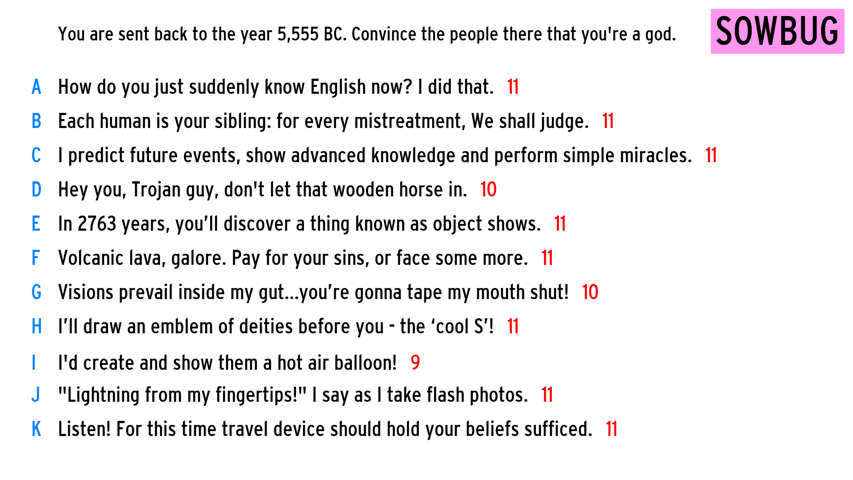 You are sent back to the year 5,555 BC. Convince the people there that you're a god.
SOWBUG
A How do you just suddenly know English now? I did that. 11
B Each human is your sibling: for every mistreatment, We shall judge. 11
C I predict future events, show advanced knowledge and perform simple miracles. 11
D Hey you, Trojan guy, don't let that wooden horse in. 10
E In 2763 years, you’ll discover a thing known as object shows. 11
F Volcanic lava, galore. Pay for your sins, or face some more. 11
G Visions prevail inside my gut...you’re gonna tape my mouth shut! 10
H I’ll draw an emblem of deities before you - the ‘cool S’! 11
I I'd create and show them a hot air balloon! 9
J "Lightning from my fingertips!" I say as I take flash photos. 11
K Listen! For this time travel device should hold your beliefs sufficed. 11